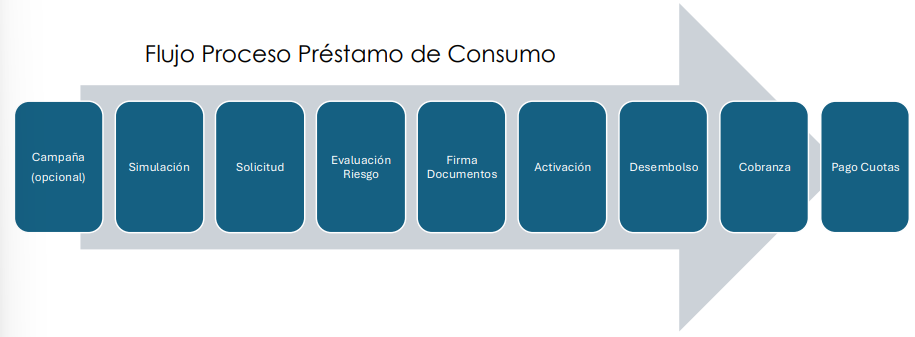 Flujo Proceso Préstamo de Consumo
Campaña
(opcional)
Simulación
Solicitud
Evaluación
Riesgo
Firma
Documentos
Activación
Desembolso
Cobranza
Pago Cuotas